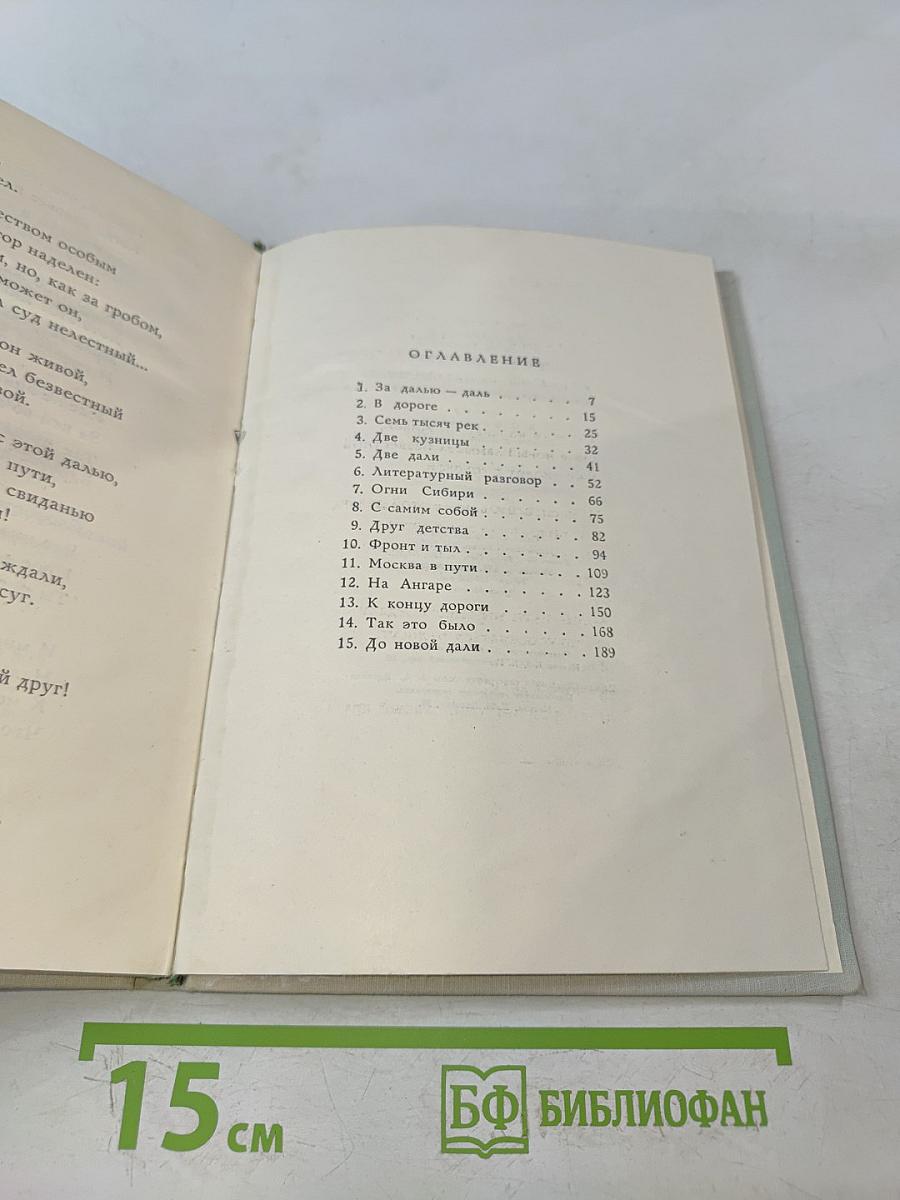 ел.
еством особым
тор наделен:
и, но, как за гробом,
может он,
л суд нелестный...
он живой,
ел безвестный
вой.
с этой далью,
пути,
свиданью
и!
ждали,
суг.
й друг!
ОГЛАВЛЕНИЕ
1. За далью — даль . . . . . 7
2. В дороге . . . . . . . . 15
3. Семь тысяч рек . . . . . . 25
4. Две кузницы . . . . . . . 32
5. Две дали . . . . . . . . 41
6. Литературный разговор . . 52
7. Огни Сибири . . . . . . 66
8. С самим собой . . . . . . 75
9. Друг детства . . . . . . 82
10. Фронт и тыл . . . . . . . 94
11. Москва в пути . . . . . . 109
12. На Ангаре . . . . . . . 123
13. К концу дороги . . . . . 150
14. Так это было . . . . . . 168
15. До новой дали . . . . . . 189
15 см
БФ БИБЛИОФАН